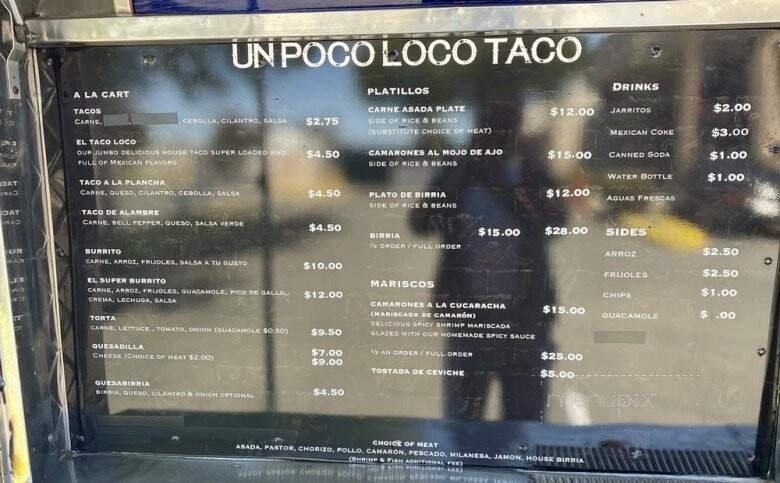 UN POCO LOCO TACO
A LA CART
TACOS
CARNE, , CEBOLLA, CILANTRO, SALSA $2.75
EL TACO LOCO
OUR JUMBO DELICIOUS HOUSE TACO SUPER LOADED AND
FULL OF MEXICAN FLAVORS $4.50
TACO A LA PLANCHA
CARNE, QUESO, CILANTRO, CEBOLLA, SALSA $4.50
TACO DE ALAMBRE
CARNE, BELL PEPPER, QUESO, SALSA VERDE $4.50
BURRITO
CARNE, ARROZ, FRIJOLES, SALSA A TU GUSTO $10.00
EL SUPER BURRITO
CARNE, ARROZ, FRIJOLES, GUACAMOLE, PICO DE GALLO,
CREMA, LECHUGA, SALSA $12.00
TORTA
CARNE, LETTUCE, TOMATO, ONION (GUACAMOLE $0.50) $9.50
QUESADILLA
CHEESE (CHOICE OF MEAT $2.00) $7.00
$9.00
QUESABIRRIA
BIRRIA, QUESO, CILANTRO & ONION OPTIONAL $4.50
PLATILLOS
CARNE ASADA PLATE $12.00
SIDE OF RICE & BEANS
(SUBSTITUTE CHOICE OF MEAT)
CAMARONES AL MOJO DE AJO $15.00
SIDE OF RICE & BEANS
PLATO DE BIRRIA $12.00
SIDE OF RICE & BEANS
BIRRIA $15.00 $28.00
½ ORDER / FULL ORDER
MARISCOS
CAMARONES A LA CUCARACHA $15.00
(MARISCADA DE CAMARÓN)
DELICIOUS SPICY SHRIMP MARISCADA
GLAZED WITH OUR HOMEMADE SPICY SAUCE
½ AN ORDER / FULL ORDER $25.00
TOSTADA DE CEVICHE $5.00
DRINKS
JARRITOS $2.00
MEXICAN COKE $3.00
CANNED SODA $1.00
WATER BOTTLE $1.00
AGUAS FRESCAS
SIDES
ARROZ $2.50
FRIJOLES $2.50
CHIPS $1.00
GUACAMOLE $ .00
CHOICE OF MEAT
ASADA, PASTOR, CHORIZO, POLLO, CAMARÓN, PESCADO, MILANESA, JAMON, HOUSE BIRRIA
(SHRIMP & FISH ADDITIONAL FEE)